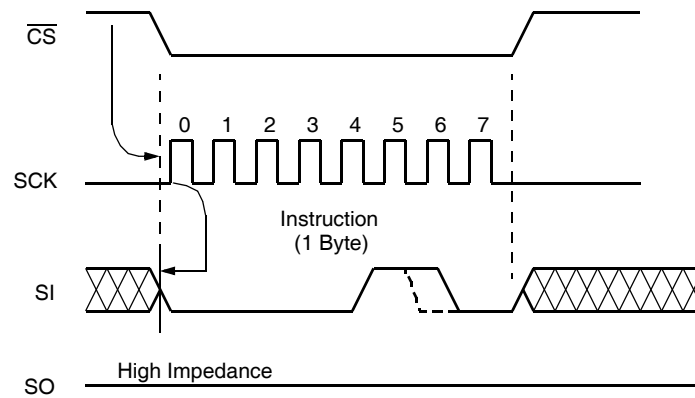 CS
0 1 2 3 4 5 6 7
SCK
Instruction
(1 Byte)
SI
High Impedance
SO